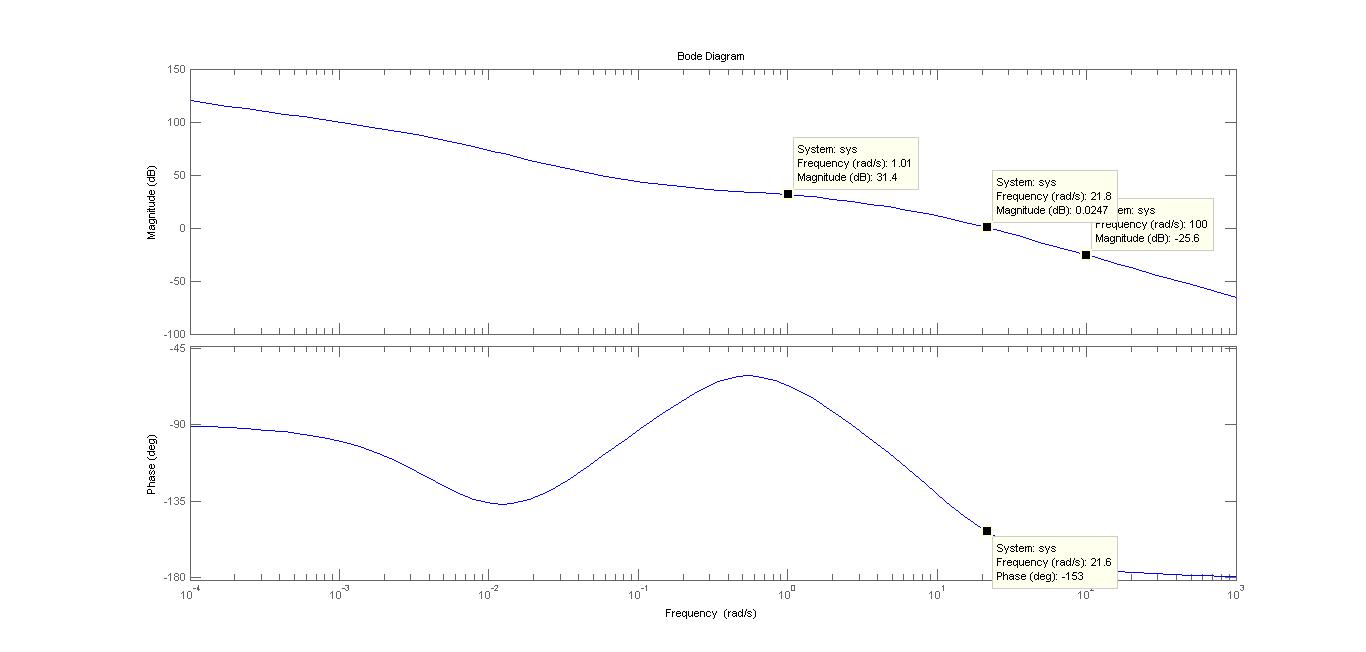 Bode Diagram
150
100
50
0
-50
-100
Magnitude (dB)
System: sys
Frequency (rad/s): 1.01
Magnitude (dB): 31.4
System: sys
Frequency (rad/s): 21.8
Magnitude (dB): 0.0247
em: sys
Frequency (rad/s): 100
Magnitude (dB): -25.6
-45
-90
-135
-180
Phase (deg)
System: sys
Frequency (rad/s): 21.6
Phase (deg): -153
10^-4 10^-3 10^-2 10^-1 10^0 10^1 10^2 10^3
Frequency (rad/s)